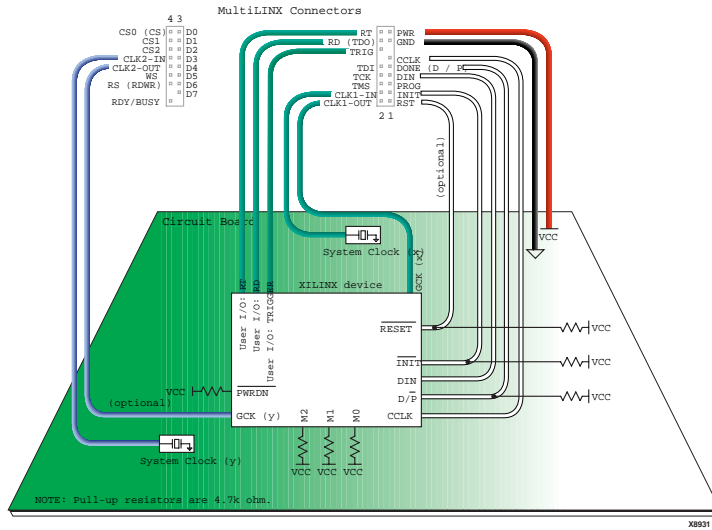 MultiLINX Connectors
4 3
CS0 (CS) D0
CS1 D1
CS2 D2
CLK2-IN D3
CLK2-OUT D4
WS D5
RS (RDWR) D6
D7
RDY/BUSY
RT PWR
RD (TDO) GND
TRIG
CCLK
TDI DONE (D / P)
TCK DIN
TMS PROG
CLK1-IN INIT
CLK1-OUT RST
2 1
(optional)
Circuit Board
VCC
System Clock (x)
GCK (x)
User I/O: RT
User I/O: RD
User I/O: TRIGGER
XILINX device
RESET
VCC
INIT
VCC
DIN
D/P
VCC
CCLK
VCC
PWRDN
(optional)
GCK (y)
M2
M1
M0
VCC VCC VCC
System Clock (y)
NOTE: Pull-up resistors are 4.7k ohm.
X8931